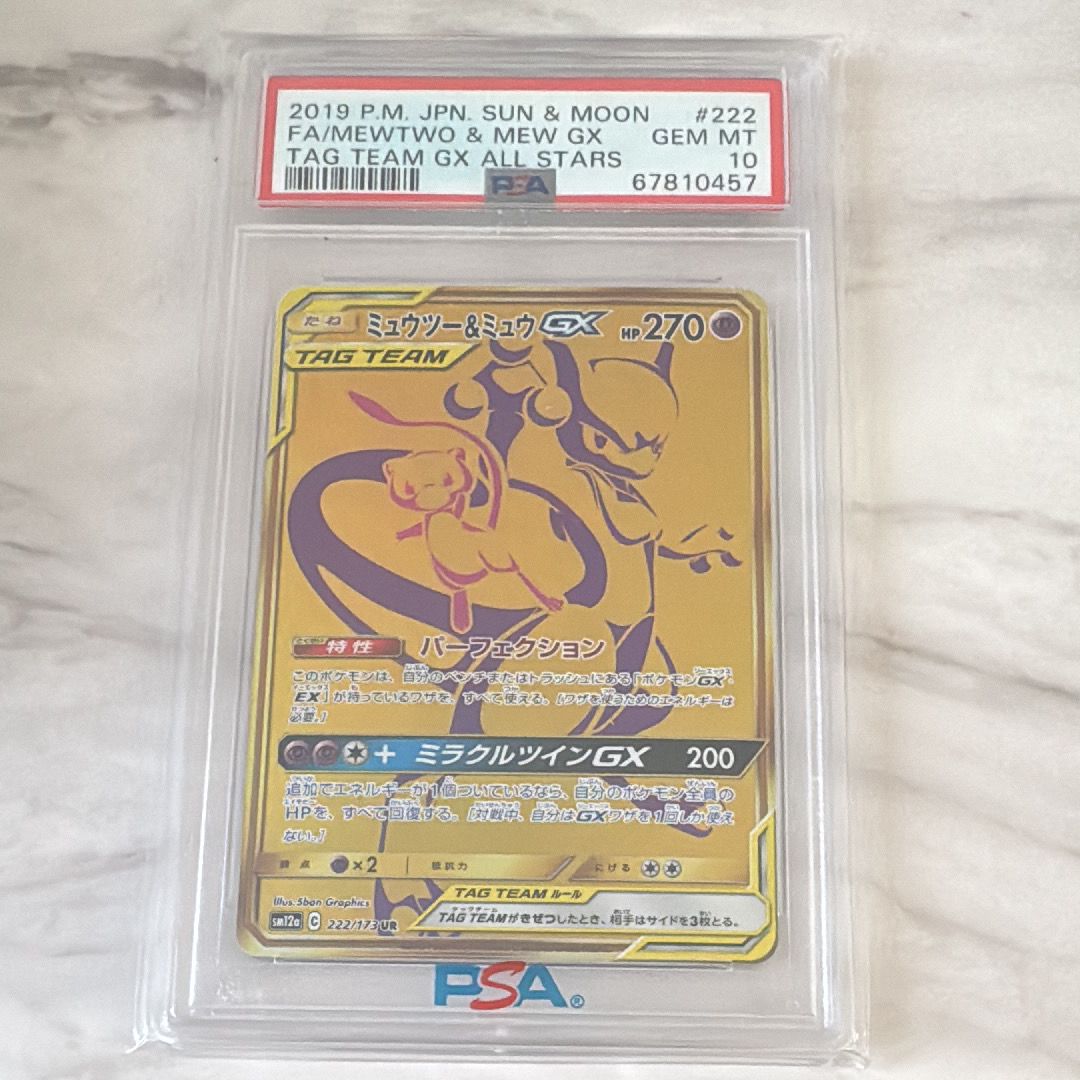 2019 P.M. JPN. SUN & MOON #222
FA/MEWTWO & MEW GX GEM MT
TAG TEAM GX ALL STARS 10
PSA 67810457
たね ミュウツー&ミュウGX HP270
TAG TEAM
特性 パーフェクション
このポケモンは、自分のベンチまたはトラッシュにある「ポケモンGX・
EX」が持っているワザを、すべて使える。[ワザを使うためのエネルギーは
必要。]
+ ミラクルツインGX 200
追加でエネルギーが1個ついているなら、自分のポケモン全員の
HPを、すべて回復する。[対戦中、自分はGXワザを1回しか使え
ない。]
弱点 ×2 抵抗力 にげる
TAG TEAM ルール
Illus. 5ban Graphics
TAG TEAMがきぜつしたとき、相手はサイドを3枚とる。
SM12a C 222/173 UR
PSA®